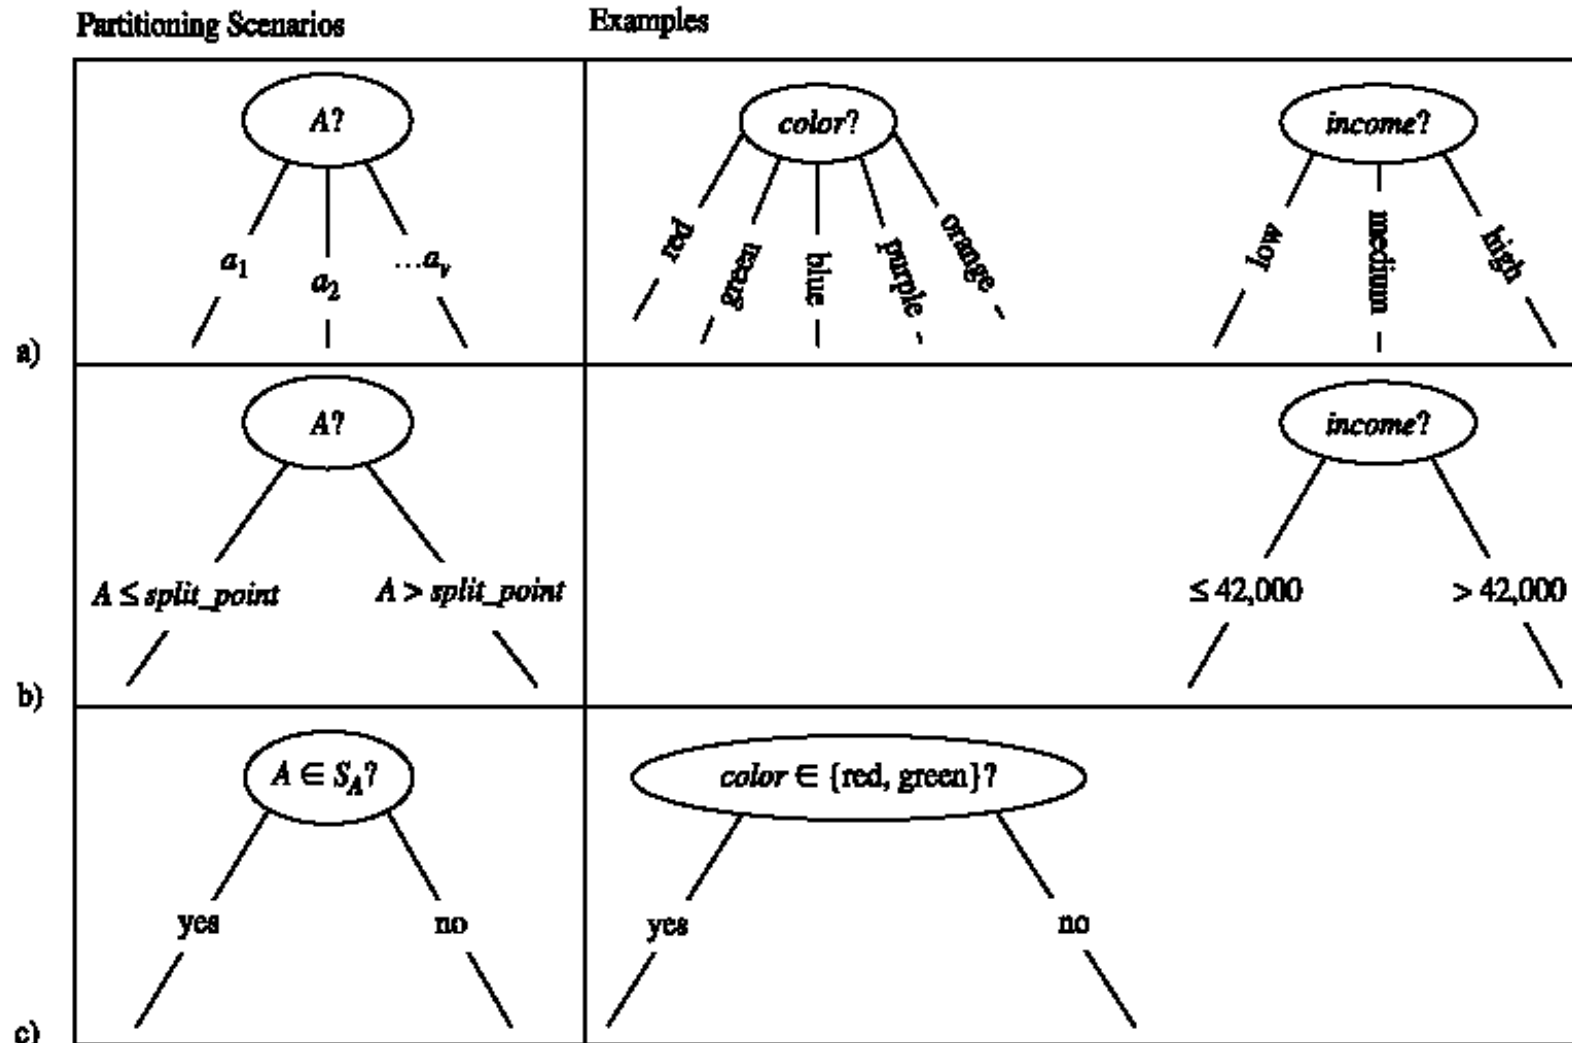 Partitioning Scenarios
Examples
a)
A?
a1
a2
...av
color?
red
green
blue
purple
orange
income?
low
medium
high
b)
A?
A ≤ split_point
A > split_point
income?
≤ 42,000
> 42,000
c)
A ∈ SA?
yes
no
color ∈ {red, green}?
yes
no